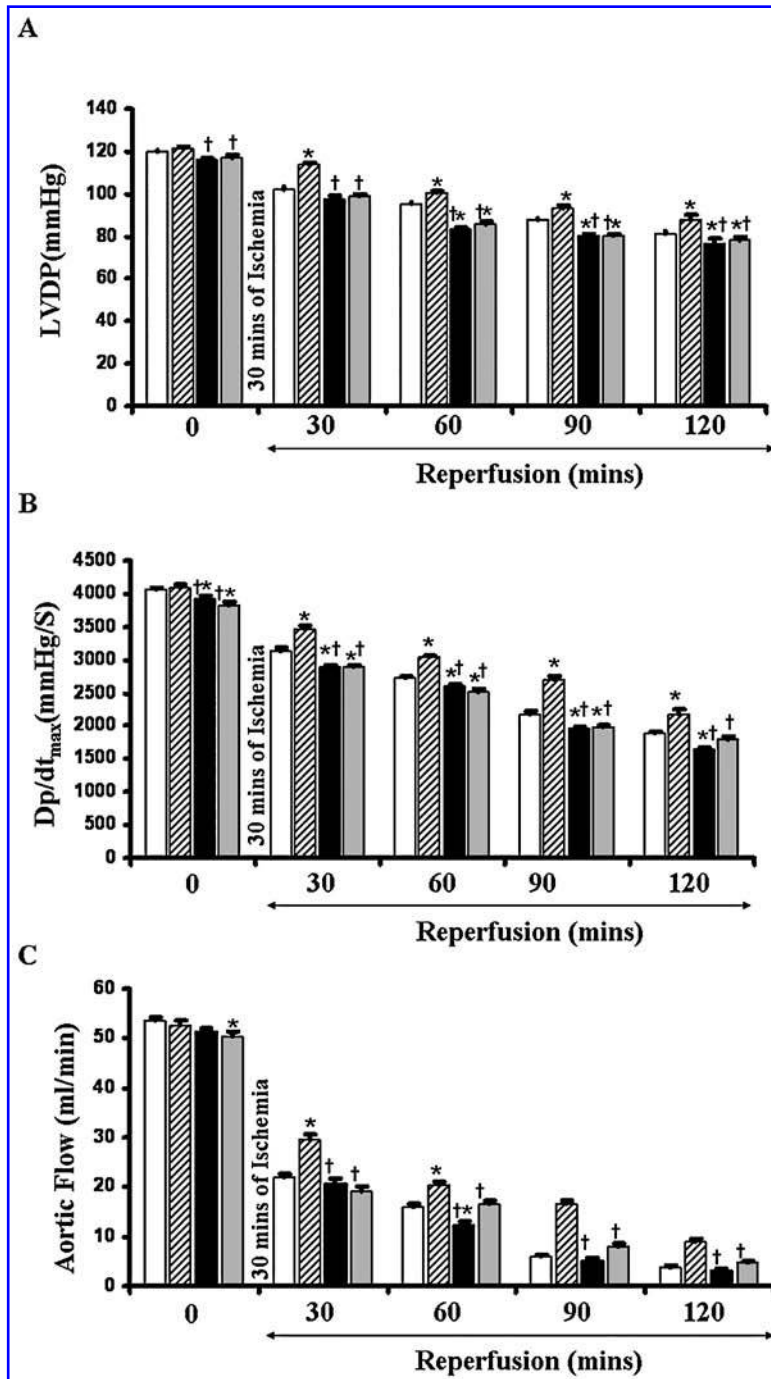 A
LVDP(mmHg)
140
120
100
80
60
40
20
0
† †
* † †
* †* †*
* *† †*
* *† *†
30 mins of Ischemia
0 30 60 90 120
Reperfusion (mins)
B
Dp/dtmax(mmHg/S)
4500
4000
3500
3000
2500
2000
1500
1000
500
0
†* †*
* *† *†
* *† *†
* *† *†
* *† †
30 mins of Ischemia
0 30 60 90 120
Reperfusion (mins)
C
Aortic Flow (ml/min)
60
50
40
30
20
10
0
*
* † †
* †* †
† †
† †
30 mins of Ischemia
0 30 60 90 120
Reperfusion (mins)